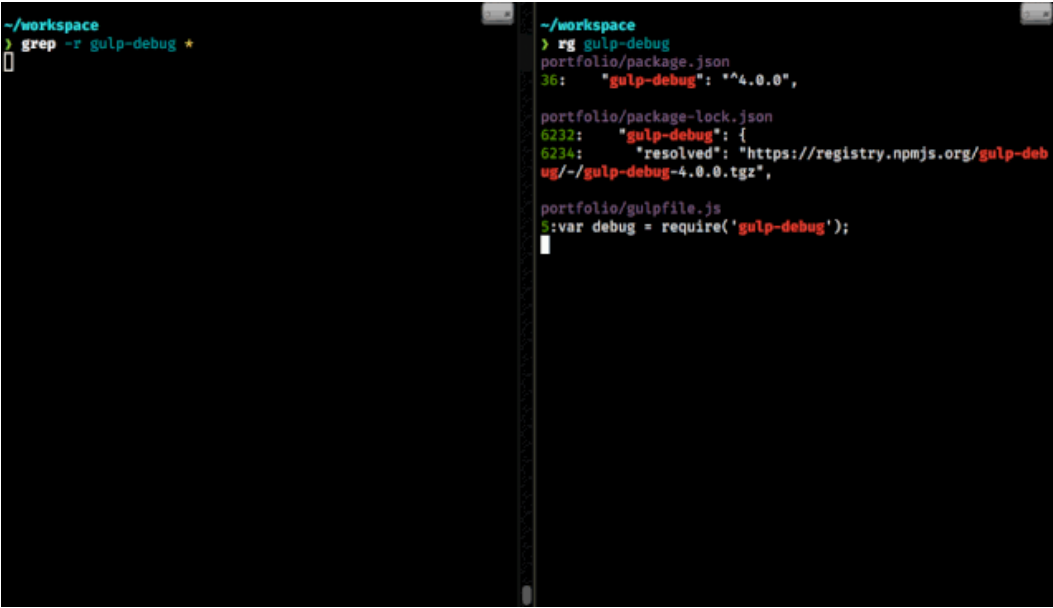 ~/workspace
❯ grep -r gulp-debug *
~/workspace
❯ rg gulp-debug
portfolio/package.json
36:    "gulp-debug": "^4.0.0",
portfolio/package-lock.json
6232:    "gulp-debug": {
6234:      "resolved": "https://registry.npmjs.org/gulp-deb
ug/-/gulp-debug-4.0.0.tgz",
portfolio/gulpfile.js
5:var debug = require('gulp-debug');